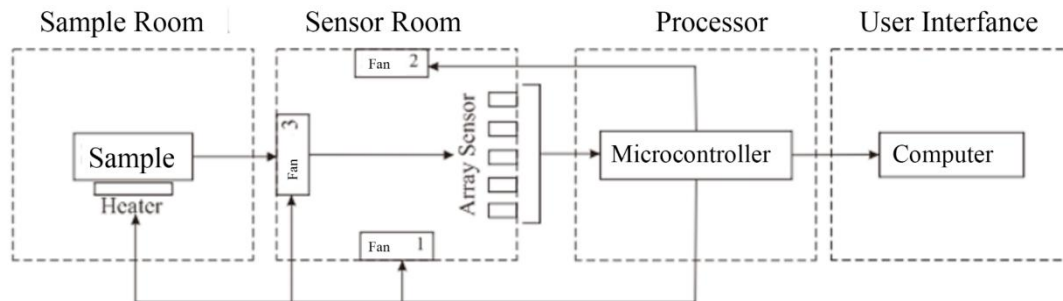 Sample Room
Sensor Room
Processor
User Interfance
Fan 2
Sample
Heater
Fan 3
Array Sensor
Microcontroller
Computer
Fan 1